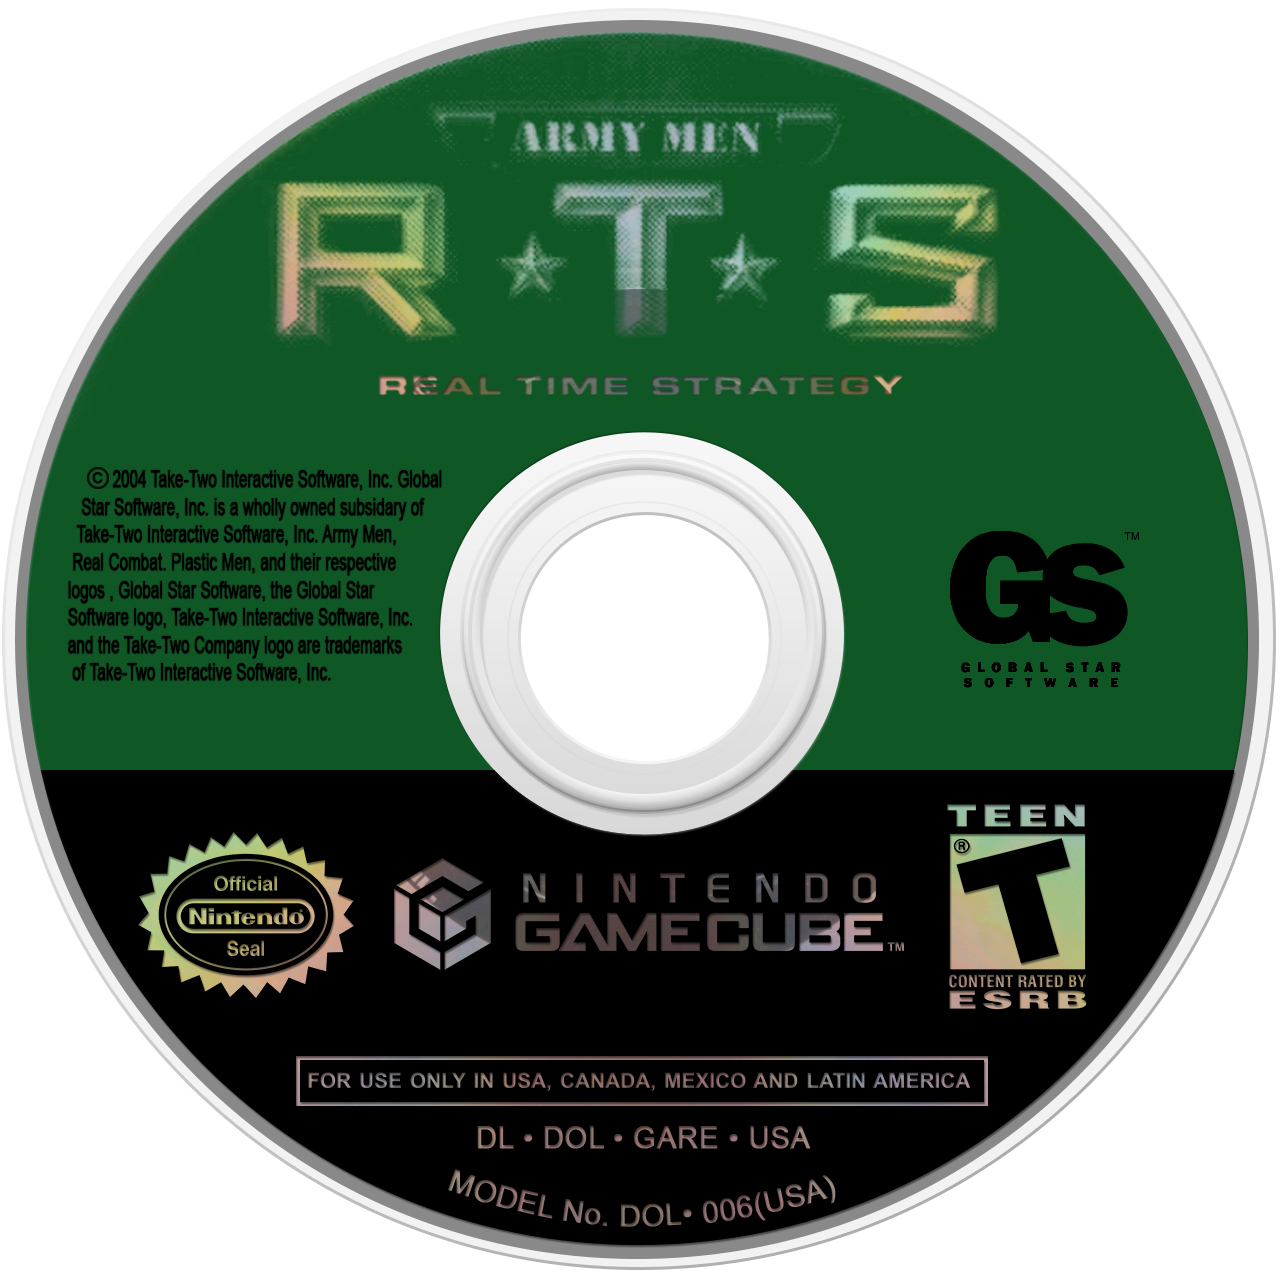 ARMY MEN
R★T★S
REAL TIME STRATEGY
© 2004 Take-Two Interactive Software, Inc. Global
Star Software, Inc. is a wholly owned subsidary of
Take-Two Interactive Software, Inc. Army Men,
Real Combat. Plastic Men, and their respective
logos , Global Star Software, the Global Star
Software logo, Take-Two Interactive Software, Inc.
and the Take-Two Company logo are trademarks
of Take-Two Interactive Software, Inc.
GS™
GLOBAL STAR
SOFTWARE
Official
Nintendo®
Seal
NINTENDO
GAMECUBE™
TEEN
®
T
CONTENT RATED BY
ESRB
FOR USE ONLY IN USA, CANADA, MEXICO AND LATIN AMERICA
DL • DOL • GARE • USA
MODEL No. DOL• 006(USA)